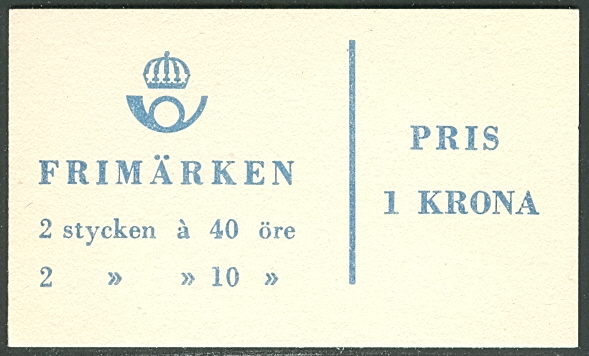 FRIMÄRKEN
2 stycken à 40 öre
2 » » 10 »
PRIS
1 KRONA